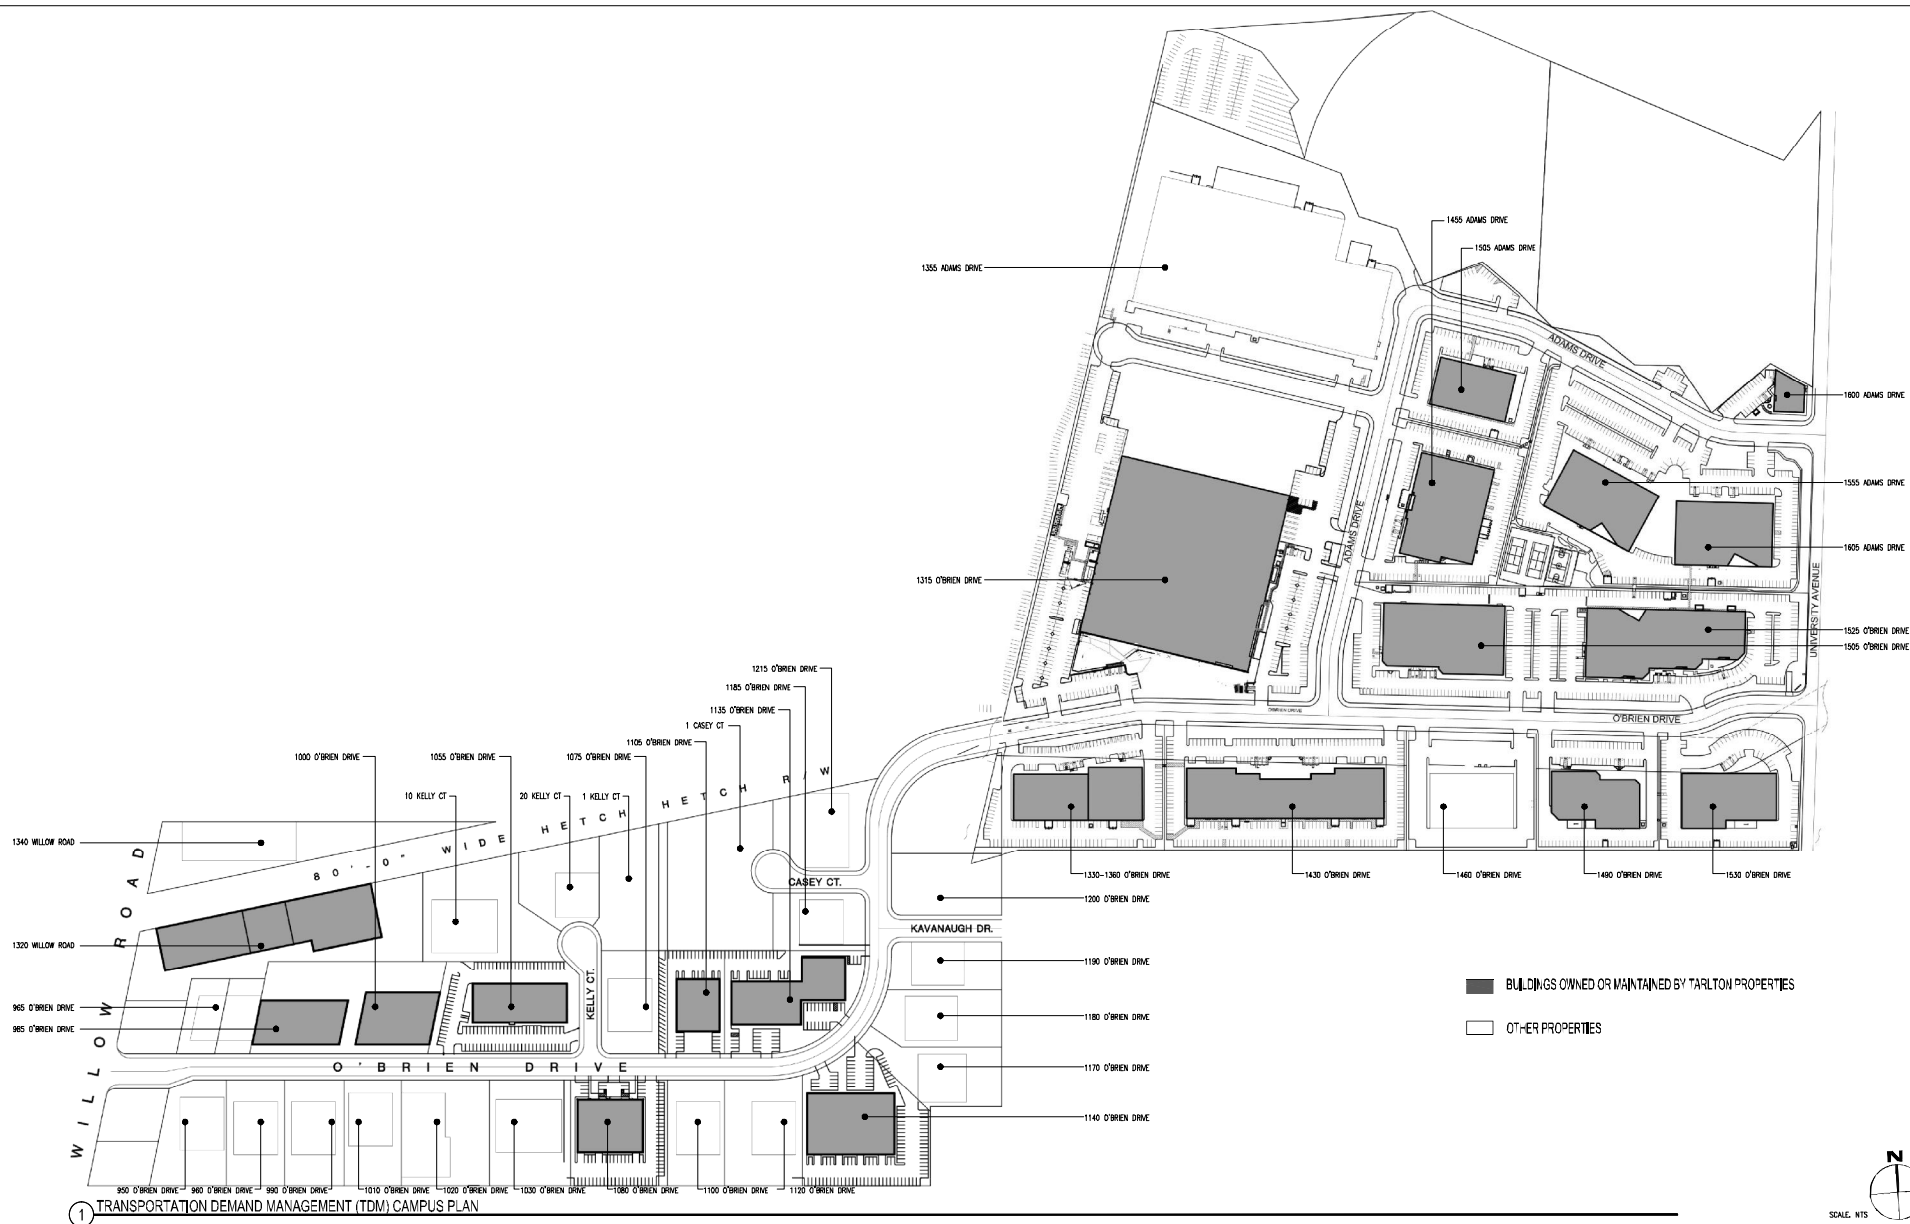 1455 ADAMS DRIVE
1505 ADAMS DRIVE
1355 ADAMS DRIVE
ADAMS DRIVE
1600 ADAMS DRIVE
1555 ADAMS DRIVE
ADAMS DRIVE
1605 ADAMS DRIVE
1315 O'BRIEN DRIVE
UNIVERSITY AVENUE
1525 O'BRIEN DRIVE
1505 O'BRIEN DRIVE
1215 O'BRIEN DRIVE
1185 O'BRIEN DRIVE
1135 O'BRIEN DRIVE
1 CASEY CT
1105 O'BRIEN DRIVE
O'BRIEN DRIVE
O'BRIEN DRIVE
1000 O'BRIEN DRIVE
1055 O'BRIEN DRIVE
1075 O'BRIEN DRIVE
10 KELLY CT
20 KELLY CT
1 KELLY CT
80'-0" WIDE HETCH HETCH R/W
1340 WILLOW ROAD
CASEY CT.
1330-1360 O'BRIEN DRIVE
1430 O'BRIEN DRIVE
1460 O'BRIEN DRIVE
1490 O'BRIEN DRIVE
1530 O'BRIEN DRIVE
1200 O'BRIEN DRIVE
KAVANAUGH DR.
1320 WILLOW ROAD
WILLOW ROAD
1190 O'BRIEN DRIVE
KELLY CT.
965 O'BRIEN DRIVE
985 O'BRIEN DRIVE
1180 O'BRIEN DRIVE
BUILDINGS OWNED OR MAINTAINED BY TARLTON PROPERTIES
OTHER PROPERTIES
O'BRIEN DRIVE
1170 O'BRIEN DRIVE
1140 O'BRIEN DRIVE
950 O'BRIEN DRIVE
960 O'BRIEN DRIVE
990 O'BRIEN DRIVE
1010 O'BRIEN DRIVE
1020 O'BRIEN DRIVE
1030 O'BRIEN DRIVE
1080 O'BRIEN DRIVE
1100 O'BRIEN DRIVE
1120 O'BRIEN DRIVE
1 TRANSPORTATION DEMAND MANAGEMENT (TDM) CAMPUS PLAN
N
SCALE: NTS